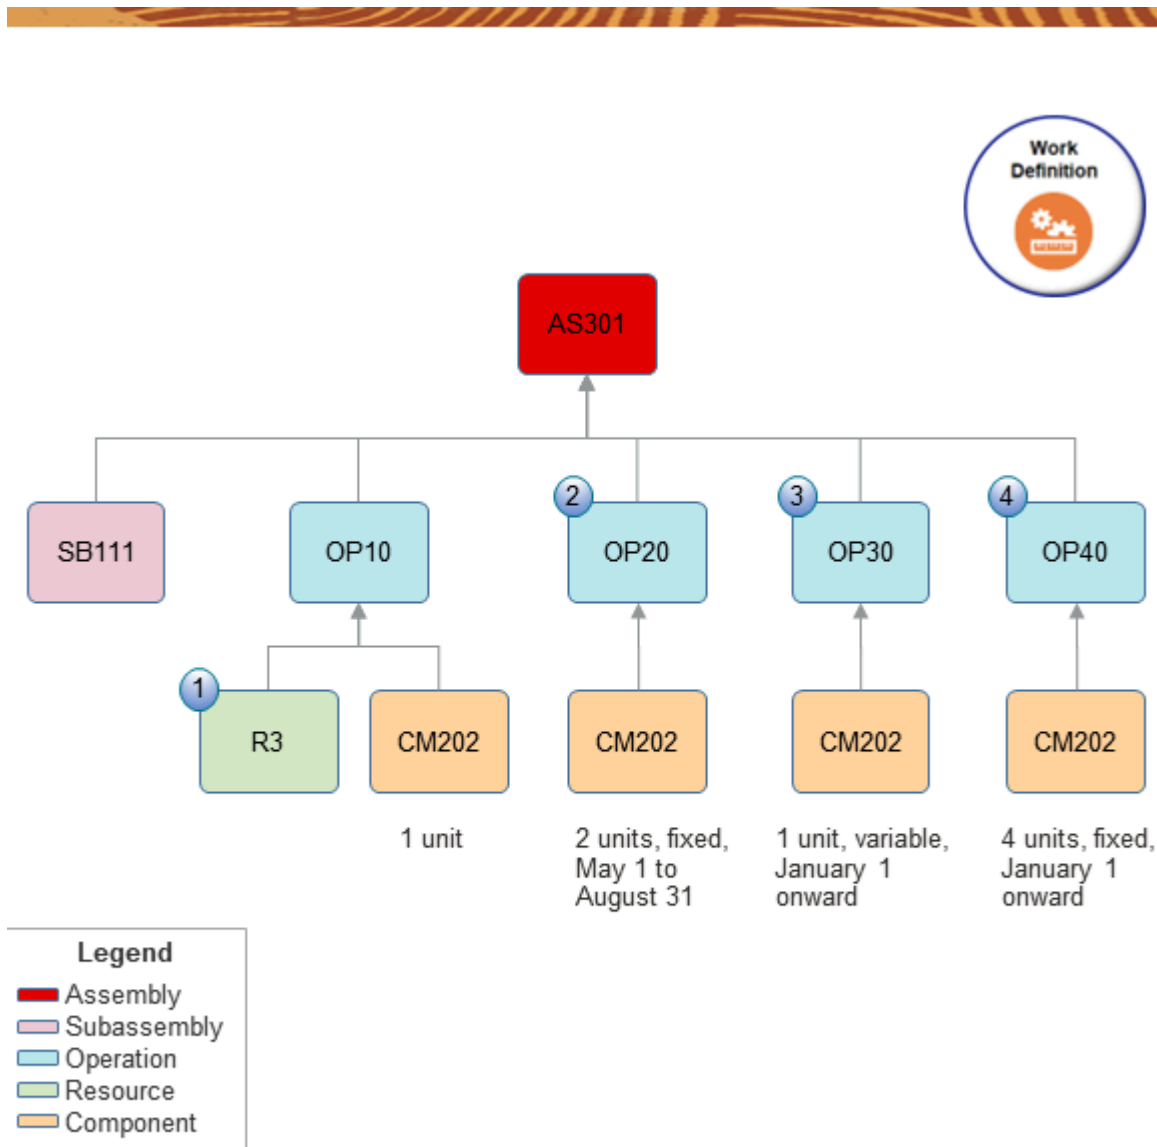 Work
Definition
AS301
SB111
OP10
2
OP20
3
OP30
4
OP40
1
R3
CM202
CM202
CM202
CM202
1 unit
2 units, fixed,
May 1 to
August 31
1 unit, variable,
January 1
onward
4 units, fixed,
January 1
onward
Legend
Assembly
Subassembly
Operation
Resource
Component